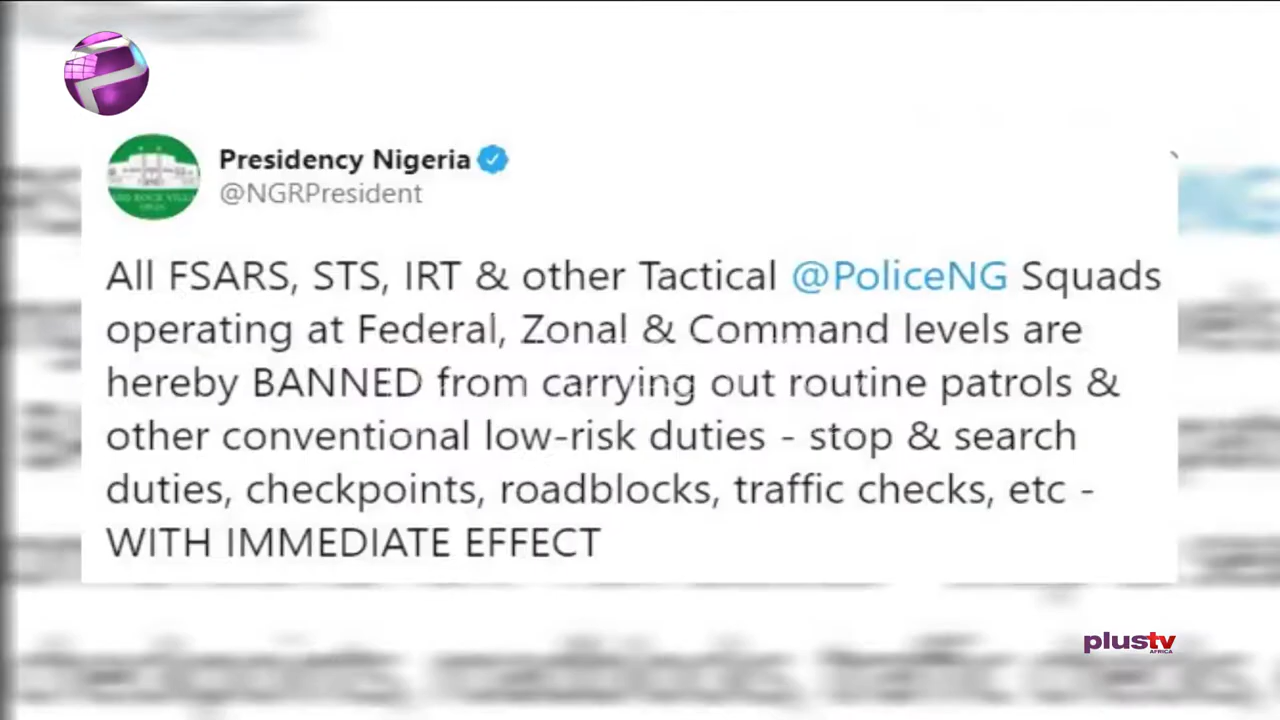 Presidency Nigeria
@NGRPresident
All FSARS, STS, IRT & other Tactical @PoliceNG Squads
operating at Federal, Zonal & Command levels are
hereby BANNED from carrying out routine patrols &
other conventional low-risk duties - stop & search
duties, checkpoints, roadblocks, traffic checks, etc -
WITH IMMEDIATE EFFECT
plustv
AFRICA